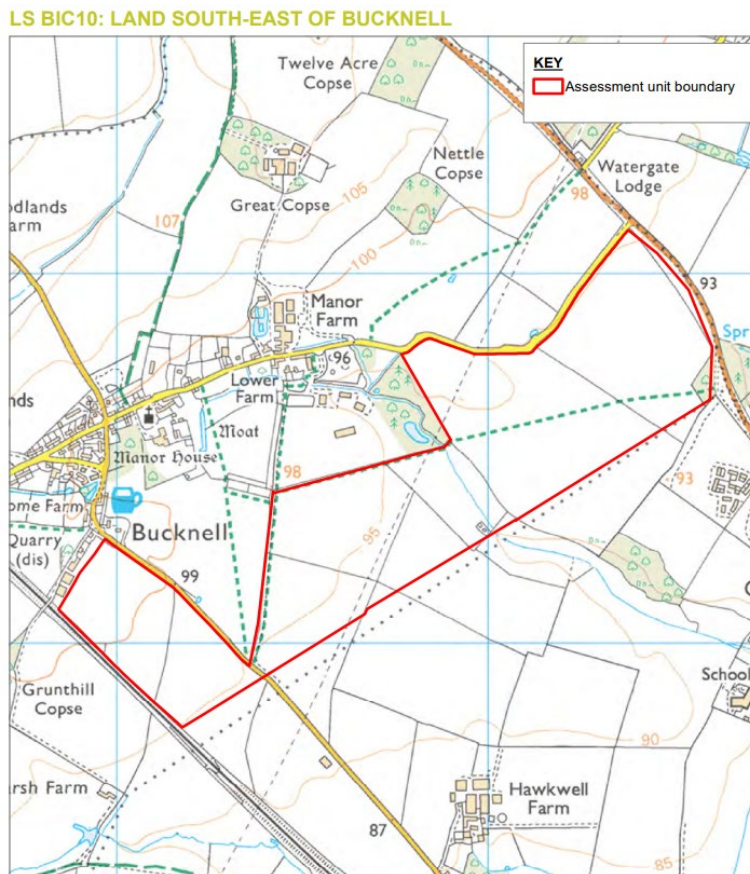 LS BIC10: LAND SOUTH-EAST OF BUCKNELL
KEY
Assessment unit boundary
Twelve Acre
Copse
Nettle
Copse
Watergate
Lodge
98
odlands
arm
107
Great Copse
105
100
93
Manor
Farm
Spr
96
Lower
Farm
nds
Moat
Manor House
98
93
ome Farm
Bucknell
Quarry
(dis)
95
99
Grunthill
Copse
School
90
arsh Farm
Hawkwell
Farm
87
85